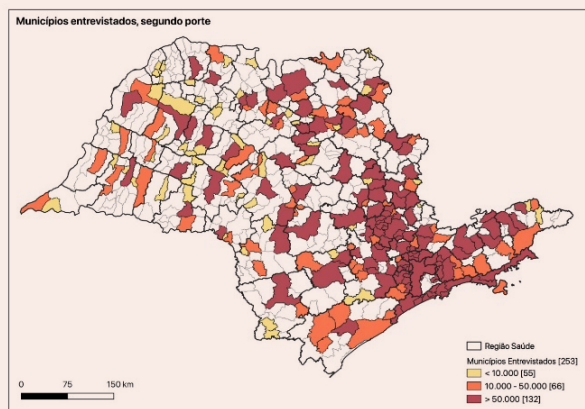 Municípios entrevistados, segundo porte
Região Saúde
Municípios Entrevistados [253]
< 10.000 [55]
10.000 - 50.000 [66]
> 50.000 [132]
0 75 150 km